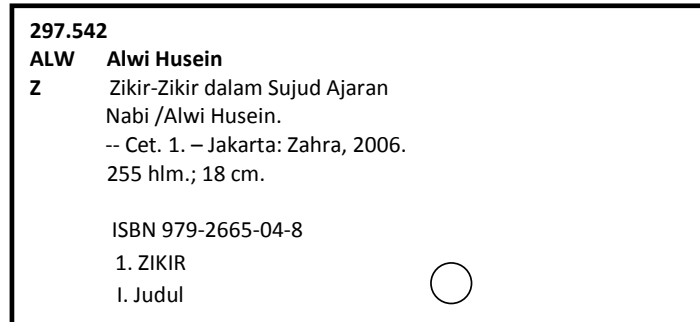 297.542
ALW Alwi Husein
Z Zikir-Zikir dalam Sujud Ajaran
Nabi /Alwi Husein.
-- Cet. 1. – Jakarta: Zahra, 2006.
255 hlm.; 18 cm.
ISBN 979-2665-04-8
1. ZIKIR
I. Judul